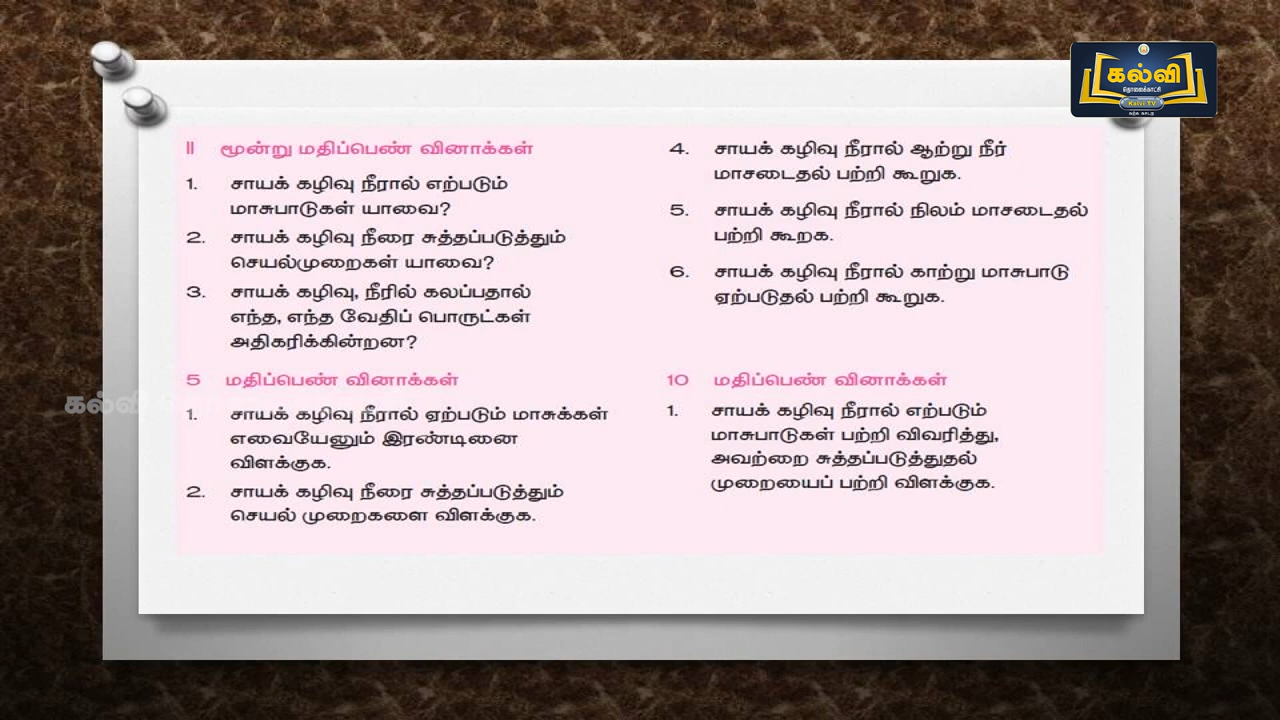 கல்வி
தொலைக்காட்சி
Kalvi TV
II மூன்று மதிப்பெண் வினாக்கள்
1. சாயக் கழிவு நீரால் எற்படும்
மாசுபாடுகள் யாவை?
2. சாயக் கழிவு நீரை சுத்தப்படுத்தும்
செயல்முறைகள் யாவை?
3. சாயக் கழிவு, நீரில் கலப்பதால்
எந்த, எந்த வேதிப் பொருட்கள்
அதிகரிக்கின்றன?
4. சாயக் கழிவு நீரால் ஆற்று நீர்
மாசடைதல் பற்றி கூறுக.
5. சாயக் கழிவு நீரால் நிலம் மாசடைதல்
பற்றி கூறக.
6. சாயக் கழிவு நீரால் காற்று மாசுபாடு
ஏற்படுதல் பற்றி கூறுக.
5 மதிப்பெண் வினாக்கள்
1. சாயக் கழிவு நீரால் ஏற்படும் மாசுக்கள்
எவையேனும் இரண்டினை
விளக்குக.
2. சாயக் கழிவு நீரை சுத்தப்படுத்தும்
செயல் முறைகளை விளக்குக.
10 மதிப்பெண் வினாக்கள்
1. சாயக் கழிவு நீரால் எற்படும்
மாசுபாடுகள் பற்றி விவரித்து,
அவற்றை சுத்தப்படுத்துதல்
முறையைப் பற்றி விளக்குக.
கல்வி